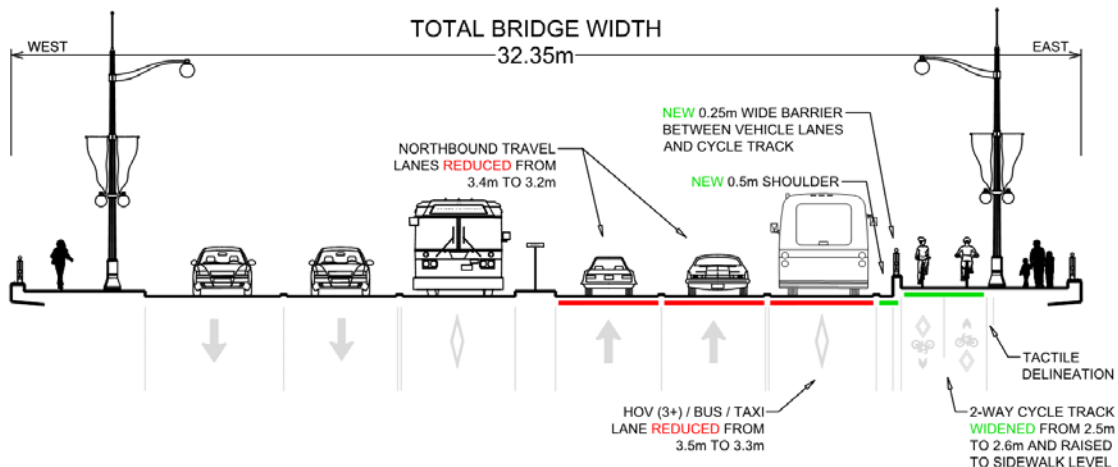 TOTAL BRIDGE WIDTH
32.35m
WEST
EAST
NEW 0.25m WIDE BARRIER
BETWEEN VEHICLE LANES
AND CYCLE TRACK
NORTHBOUND TRAVEL
LANES REDUCED FROM
3.4m TO 3.2m
NEW 0.5m SHOULDER
TACTILE
DELINEATION
HOV (3+) / BUS / TAXI
LANE REDUCED FROM
3.5m TO 3.3m
2-WAY CYCLE TRACK
WIDENED FROM 2.5m
TO 2.6m AND RAISED
TO SIDEWALK LEVEL